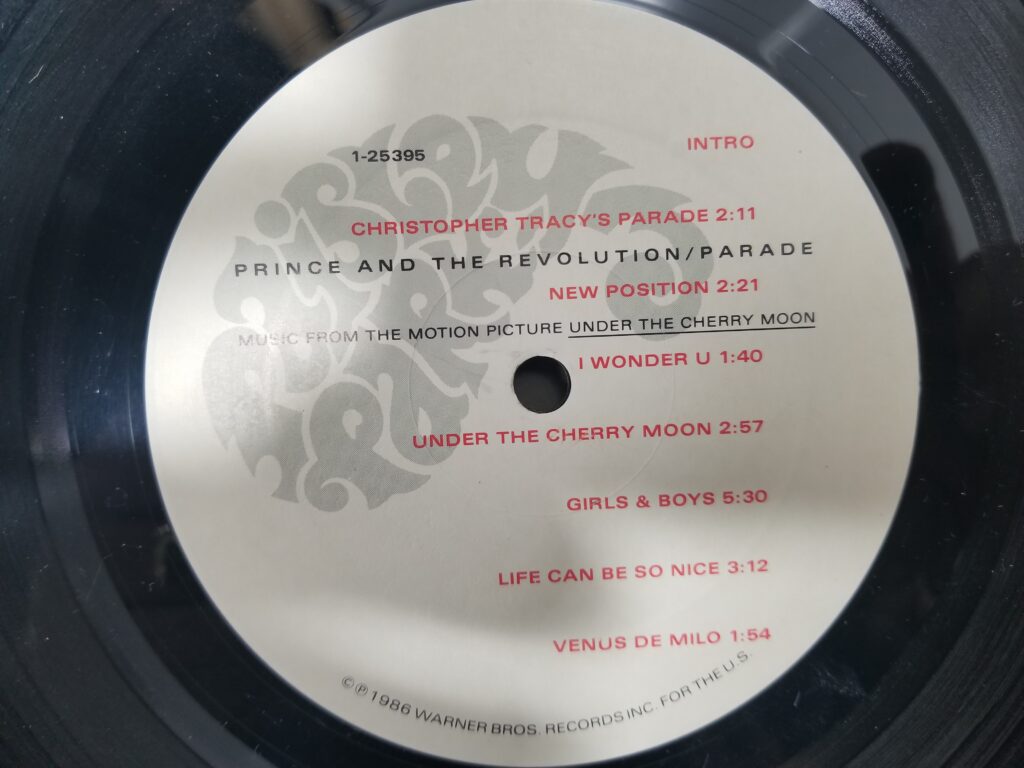 INTRO
1-25395
CHRISTOPHER TRACY'S PARADE 2:11
PRINCE AND THE REVOLUTION/PARADE
NEW POSITION 2:21
MUSIC FROM THE MOTION PICTURE UNDER THE CHERRY MOON
I WONDER U 1:40
UNDER THE CHERRY MOON 2:57
GIRLS & BOYS 5:30
LIFE CAN BE SO NICE 3:12
VENUS DE MILO 1:54
©℗1986 WARNER BROS. RECORDS INC. FOR THE U.S.